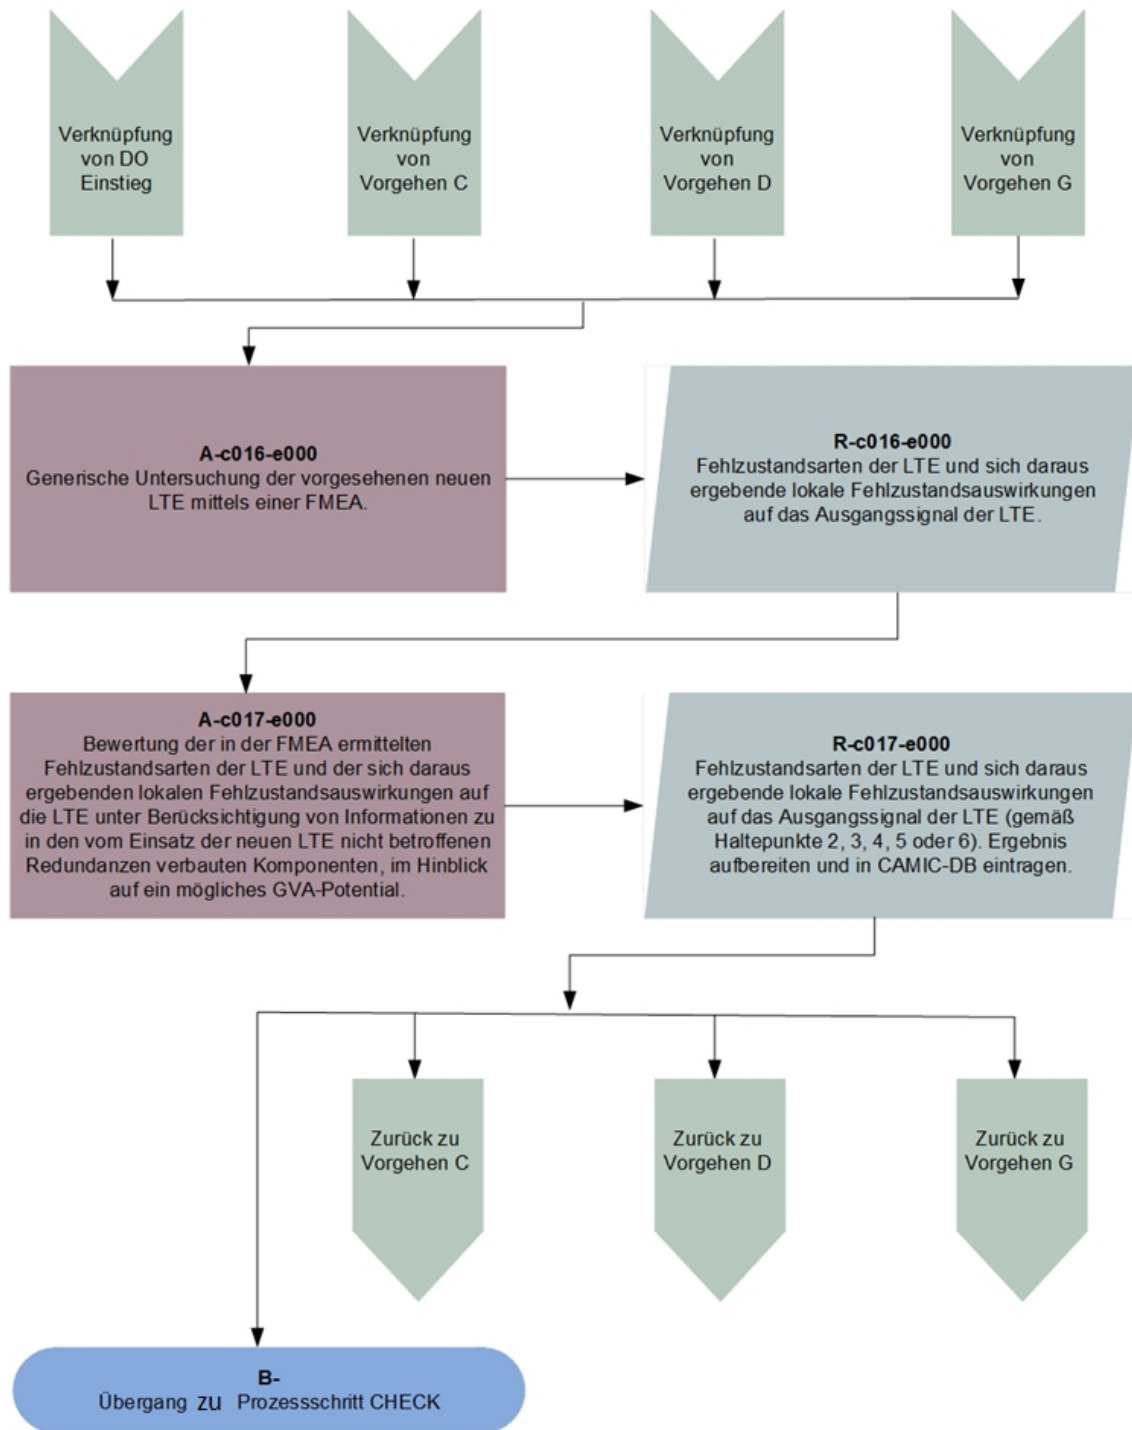 Verknüpfung
von DO
Einstieg
Verknüpfung
von
Vorgehen C
Verknüpfung
von
Vorgehen D
Verknüpfung
von
Vorgehen G
A-c016-e000
Generische Untersuchung der vorgesehenen neuen
LTE mittels einer FMEA.
R-c016-e000
Fehlzustandsarten der LTE und sich daraus
ergebende lokale Fehlzustandsauswirkungen
auf das Ausgangssignal der LTE.
A-c017-e000
Bewertung der in der FMEA ermittelten
Fehlzustandsarten der LTE und der sich daraus
ergebenden lokalen Fehlzustandsauswirkungen auf
die LTE unter Berücksichtigung von Informationen zu
in den vom Einsatz der neuen LTE nicht betroffenen
Redundanzen verbauten Komponenten, im Hinblick
auf ein mögliches GVA-Potential.
R-c017-e000
Fehlzustandsarten der LTE und sich daraus
ergebende lokale Fehlzustandsauswirkungen
auf das Ausgangssignal der LTE (gemäß
Haltepunkte 2, 3, 4, 5 oder 6). Ergebnis
aufbereiten und in CAMIC-DB eintragen.
Zurück zu
Vorgehen C
Zurück zu
Vorgehen D
Zurück zu
Vorgehen G
B-
Übergang zu Prozessschritt CHECK